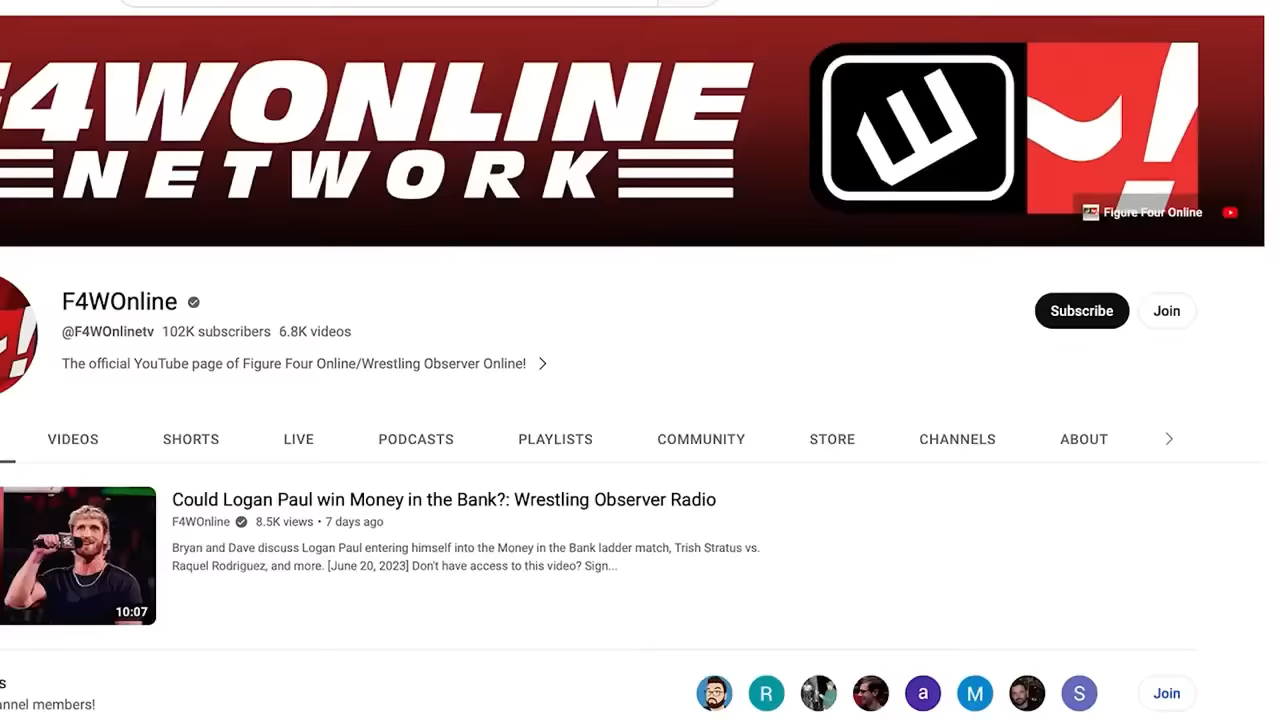 F4WONLINE
NETWORK
Figure Four Online
F4WOnline
@F4WOnlinetv 102K subscribers 6.8K videos
The official YouTube page of Figure Four Online/Wrestling Observer Online!
Subscribe
Join
VIDEOS
SHORTS
LIVE
PODCASTS
PLAYLISTS
COMMUNITY
STORE
CHANNELS
ABOUT
Could Logan Paul win Money in the Bank?: Wrestling Observer Radio
F4WOnline 8.5K views • 7 days ago
Bryan and Dave discuss Logan Paul entering himself into the Money in the Bank ladder match, Trish Stratus vs.
Raquel Rodriguez, and more. [June 20, 2023] Don't have access to this video? Sign...
10:07
R
a
M
S
Join
members!